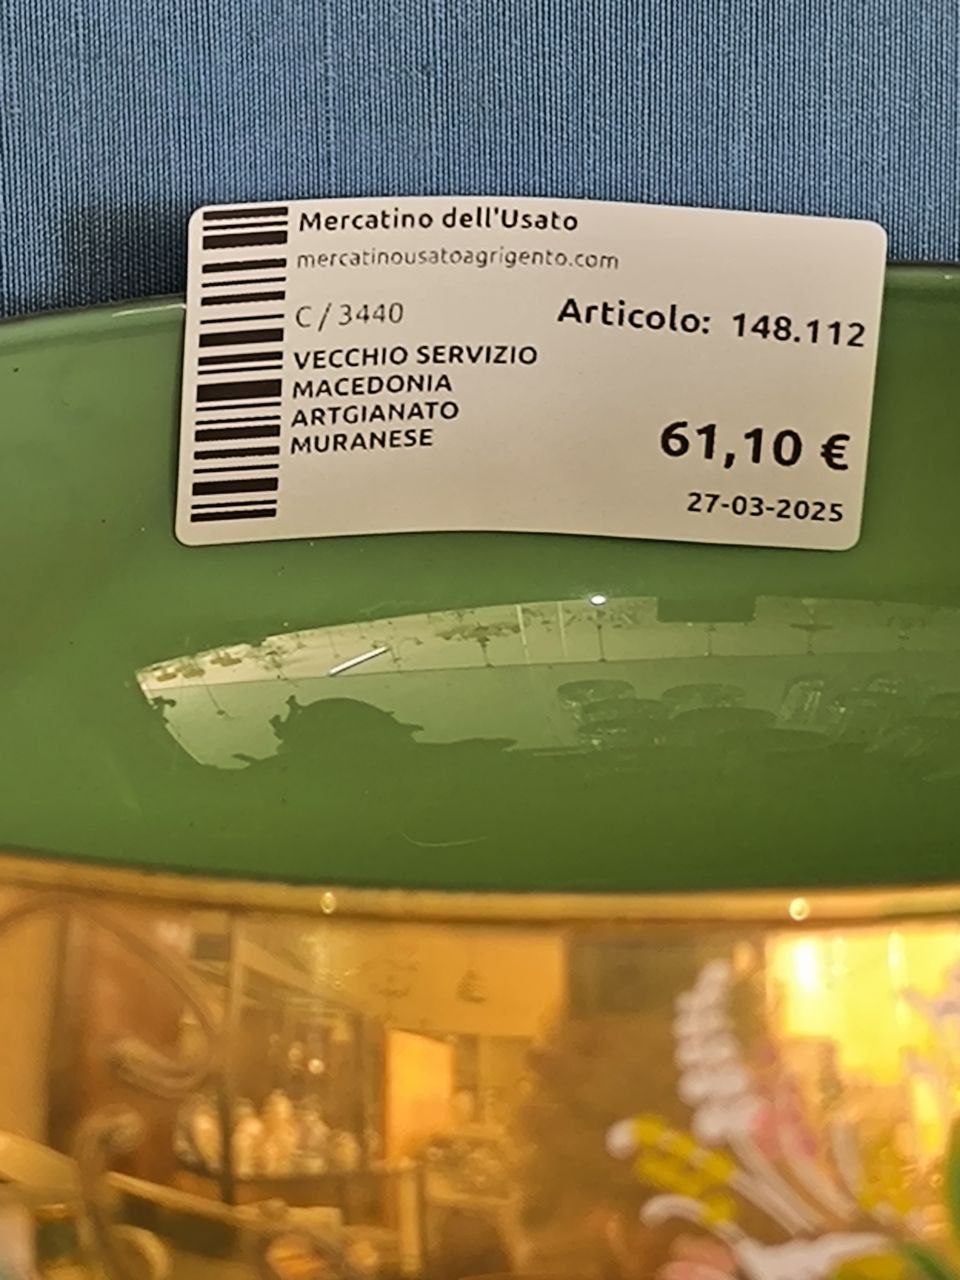 Mercatino dell'Usato
mercatinousatoagrigento.com
C / 3440
Articolo: 148.112
VECCHIO SERVIZIO
MACEDONIA
ARTGIANATO
MURANESE
61,10 €
27-03-2025